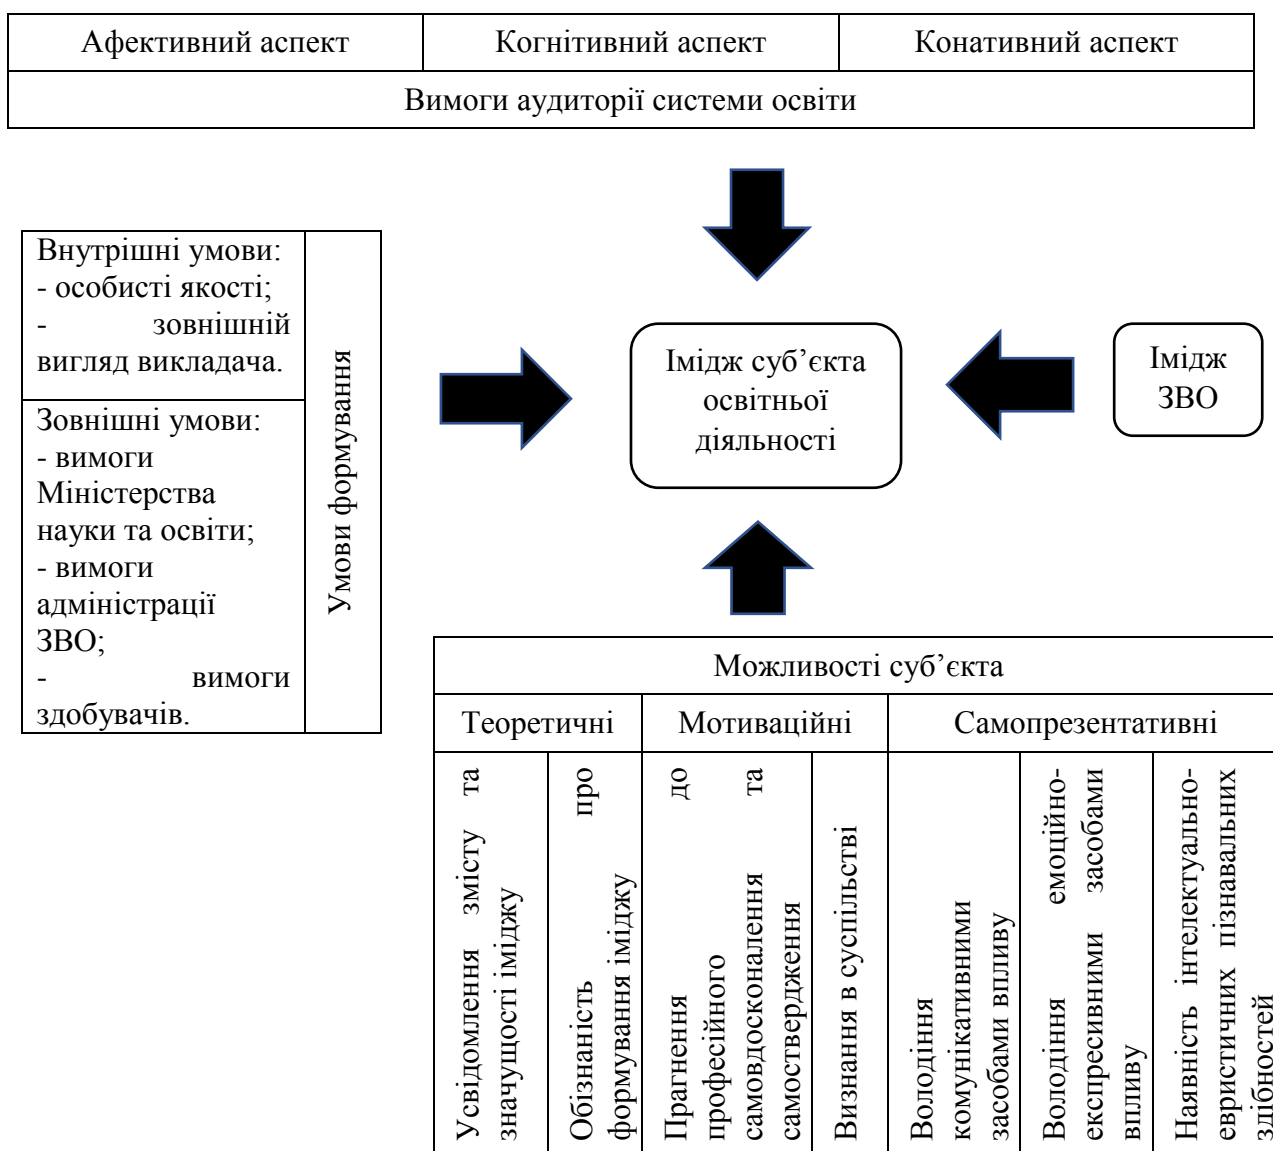 Афективний аспект
Когнітивний аспект
Конативний аспект
Вимоги аудиторії системи освіти
Внутрішні умови:
- особисті якості;
- зовнішній
вигляд викладача.
Зовнішні умови:
- вимоги
Міністерства
науки та освіти;
- вимоги
адміністрації
ЗВО;
- вимоги
здобувачів.
Умови формування
Імідж суб’єкта
освітньої
діяльності
Імідж
ЗВО
Можливості суб’єкта
Теоретичні
Мотиваційні
Самопрезентативні
Усвідомлення змісту та
значущості іміджу
Обізнаність про
формування іміджу
Прагнення до
професійного
самовдосконалення та
самоствердження
Визнання в суспільстві
Володіння
комунікативними
засобами впливу
Володіння емоційно-
експресивними засобами
впливу
Наявність інтелектуально-
евристичних пізнавальних
здібностей